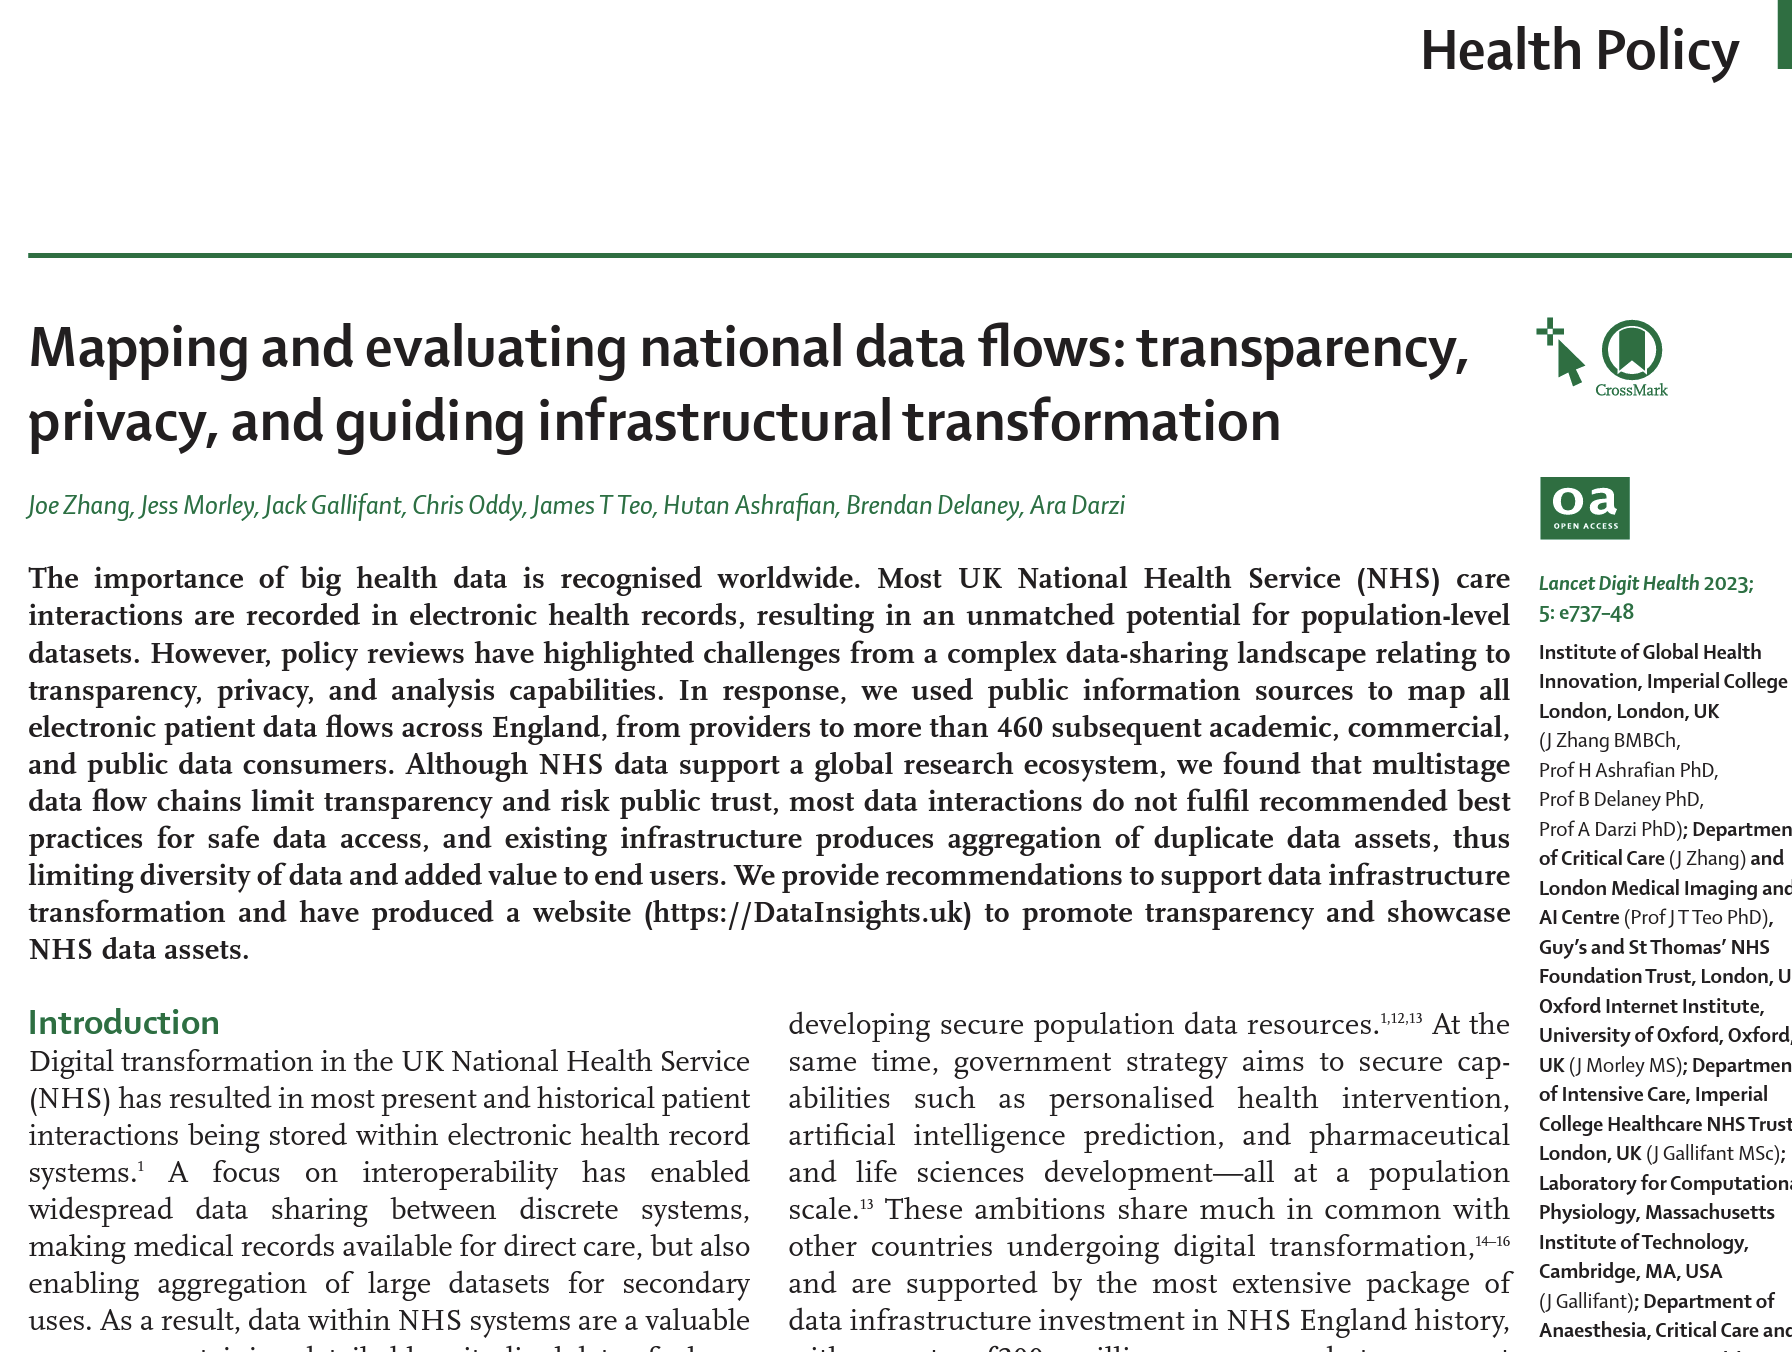 Health Policy
Mapping and evaluating national data flows: transparency,
privacy, and guiding infrastructural transformation
Joe Zhang, Jess Morley, Jack Gallifant, Chris Oddy, James T Teo, Hutan Ashrafian, Brendan Delaney, Ara Darzi
The importance of big health data is recognised worldwide. Most UK National Health Service (NHS) care
interactions are recorded in electronic health records, resulting in an unmatched potential for population-level
datasets. However, policy reviews have highlighted challenges from a complex data-sharing landscape relating to
transparency, privacy, and analysis capabilities. In response, we used public information sources to map all
electronic patient data flows across England, from providers to more than 460 subsequent academic, commercial,
and public data consumers. Although NHS data support a global research ecosystem, we found that multistage
data flow chains limit transparency and risk public trust, most data interactions do not fulfil recommended best
practices for safe data access, and existing infrastructure produces aggregation of duplicate data assets, thus
limiting diversity of data and added value to end users. We provide recommendations to support data infrastructure
transformation and have produced a website (https://DataInsights.uk) to promote transparency and showcase
NHS data assets.
Introduction
Digital transformation in the UK National Health Service
(NHS) has resulted in most present and historical patient
interactions being stored within electronic health record
systems.1 A focus on interoperability has enabled
widespread data sharing between discrete systems,
making medical records available for direct care, but also
enabling aggregation of large datasets for secondary
uses. As a result, data within NHS systems are a valuable
developing secure population data resources.1,12,13 At the
same time, government strategy aims to secure cap-
abilities such as personalised health intervention,
artificial intelligence prediction, and pharmaceutical
and life sciences development—all at a population
scale.13 These ambitions share much in common with
other countries undergoing digital transformation,14–16
and are supported by the most extensive package of
data infrastructure investment in NHS England history,
CrossMark
oa
OPEN ACCESS
Lancet Digit Health 2023;
5: e737–48
Institute of Global Health
Innovation, Imperial College
London, London, UK
(J Zhang BMBCh,
Prof H Ashrafian PhD,
Prof B Delaney PhD,
Prof A Darzi PhD); Departmen
of Critical Care (J Zhang) and
London Medical Imaging and
AI Centre (Prof J T Teo PhD),
Guy's and St Thomas' NHS
Foundation Trust, London, U
Oxford Internet Institute,
University of Oxford, Oxford,
UK (J Morley MS); Departmen
of Intensive Care, Imperial
College Healthcare NHS Trust
London, UK (J Gallifant MSc);
Laboratory for Computationa
Physiology, Massachusetts
Institute of Technology,
Cambridge, MA, USA
(J Gallifant); Department of
Anaesthesia, Critical Care and